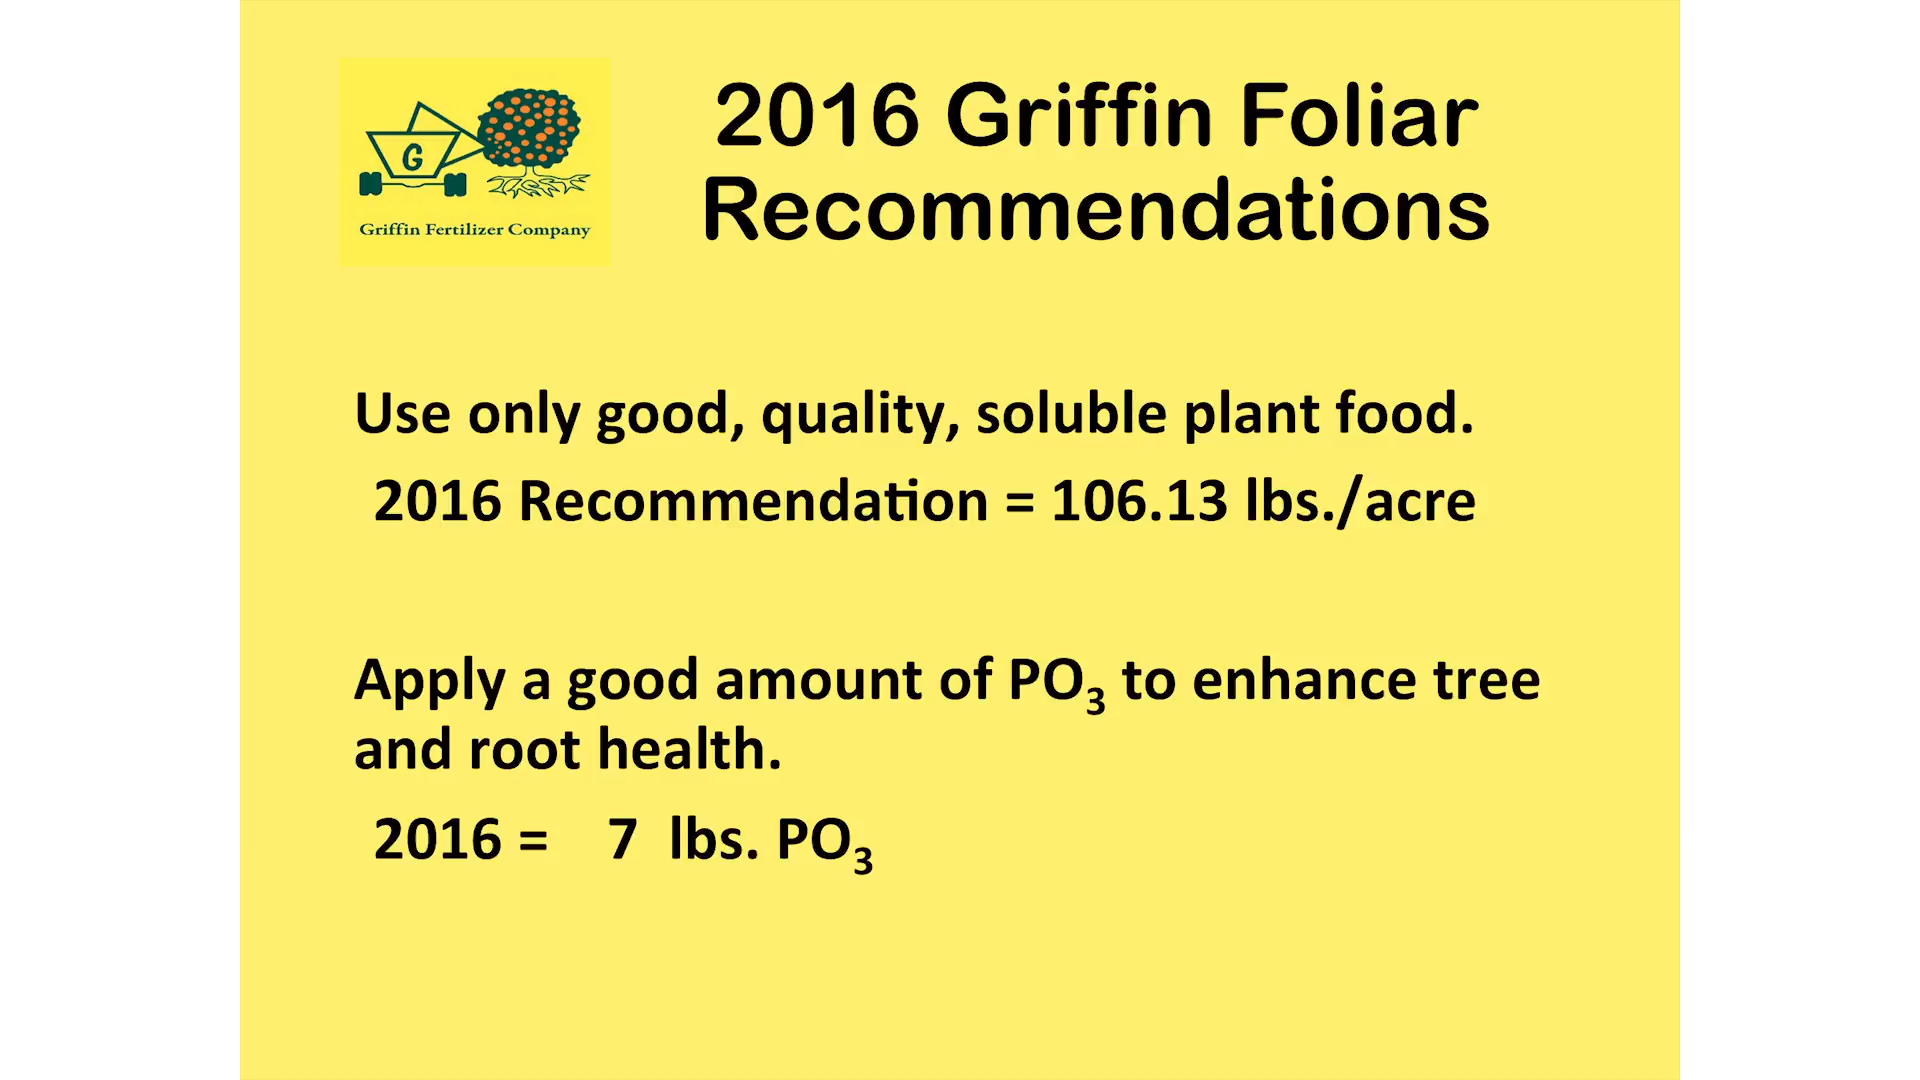 G
Griffin Fertilizer Company
2016 Griffin Foliar
Recommendations
Use only good, quality, soluble plant food.
2016 Recommendation = 106.13 lbs./acre
Apply a good amount of PO₃ to enhance tree
and root health.
2016 = 7 lbs. PO₃